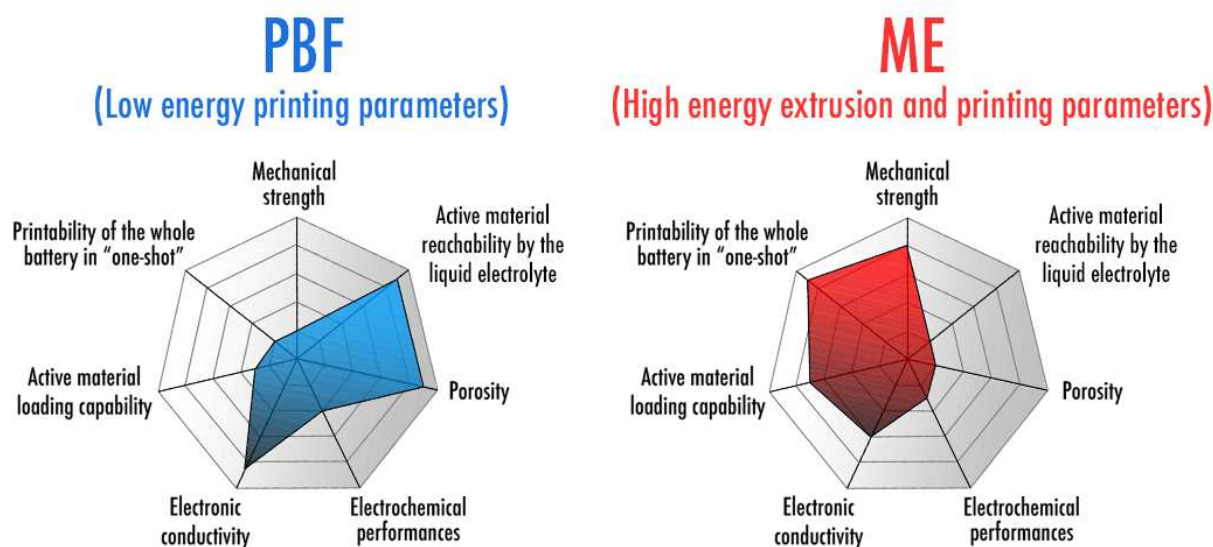 PBF
(Low energy printing parameters)
Mechanical
strength
Active material
reachability by the
liquid electrolyte
Printability of the whole
battery in “one-shot”
Active material
loading capability
Porosity
Electronic
conductivity
Electrochemical
performances
ME
(High energy extrusion and printing parameters)
Mechanical
strength
Active material
reachability by the
liquid electrolyte
Printability of the whole
battery in “one-shot”
Active material
loading capability
Porosity
Electronic
conductivity
Electrochemical
performances